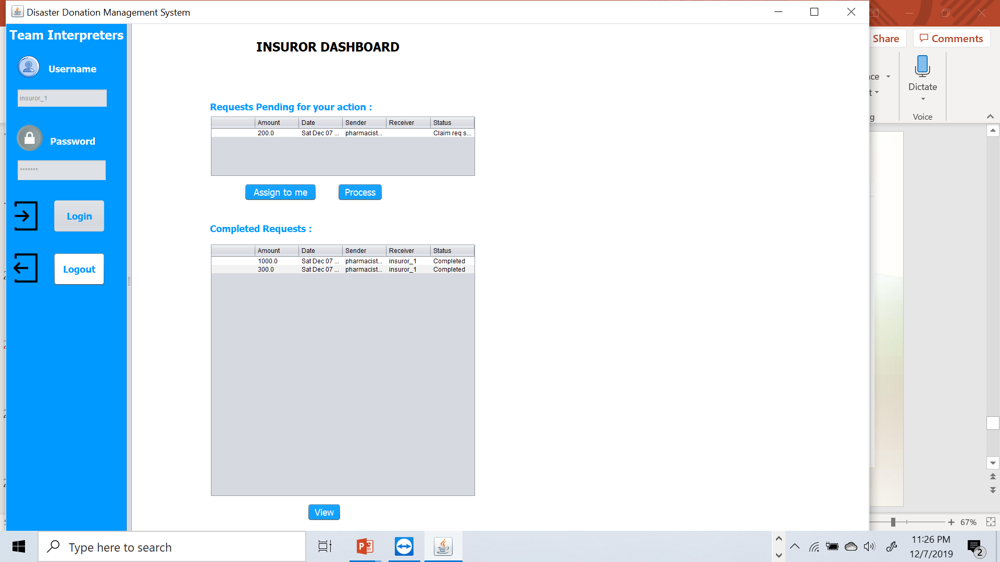 Disaster Donation Management System
Team Interpreters
Username
insuror_1
Password
*******
Login
Logout
INSUROR DASHBOARD
Requests Pending for your action :
Amount Date Sender Receiver Status
200.0 Sat Dec 07 ... pharmacist... Claim req s...
Assign to me Process
Completed Requests :
Amount Date Sender Receiver Status
1000.0 Sat Dec 07 ... pharmacist... insuror_1 Completed
300.0 Sat Dec 07 ... pharmacist... insuror_1 Completed
View
Share Comments
Dictate
Voice
67%
Type here to search
11:26 PM
12/7/2019
2